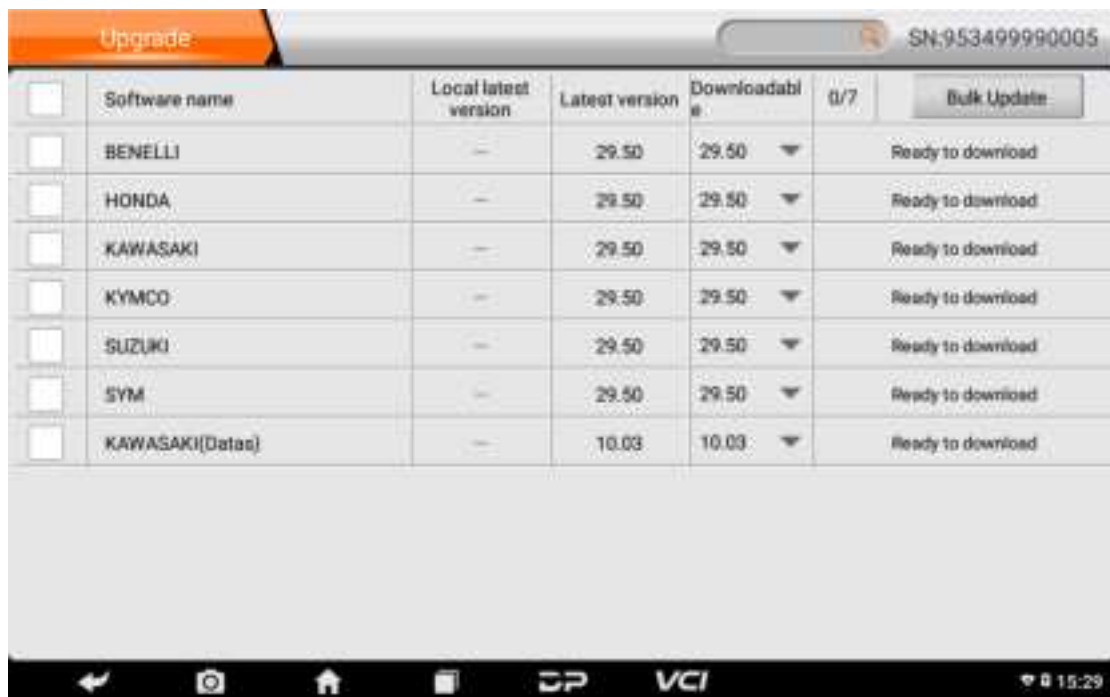 Upgrade SN:953499990005
Software name Local latest version Latest version Downloadable 0/7 Bulk Update
BENELLI -- 29.50 29.50 Ready to download
HONDA -- 29.50 29.50 Ready to download
KAWASAKI -- 29.50 29.50 Ready to download
KYMCO -- 29.50 29.50 Ready to download
SUZUKI -- 29.50 29.50 Ready to download
SYM -- 29.50 29.50 Ready to download
KAWASAKI(Datas) -- 10.03 10.03 Ready to download
DP VCI 15:29